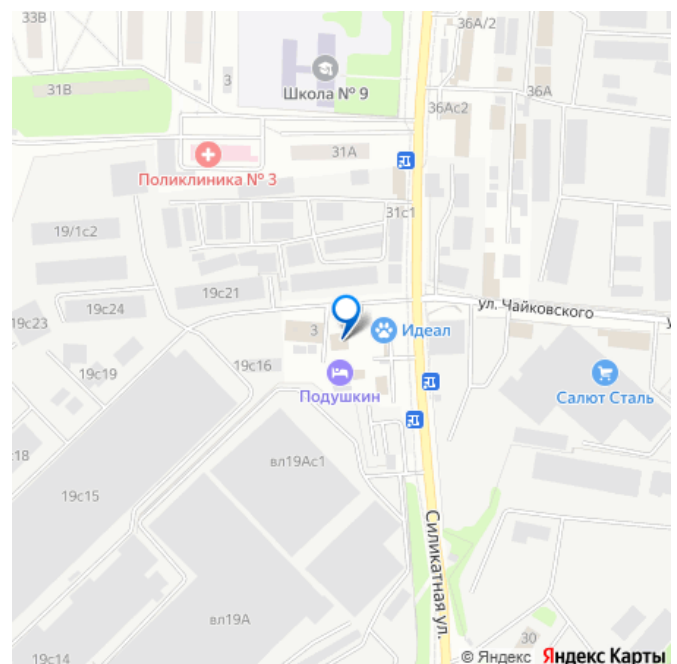 33В
36А/2
3
31В
Школа № 9
36А
36Ас2
31А
Поликлиника № 3
31с1
19/1с2
19с21
19с24
ул. Чайковского
у
19с23
3
Идеал
19с16
19с19
Подушкин
Салют Сталь
18
вл19Ас1
19с15
Силикатная ул.
вл19А
30
19с14
© Яндекс Яндекс Карты